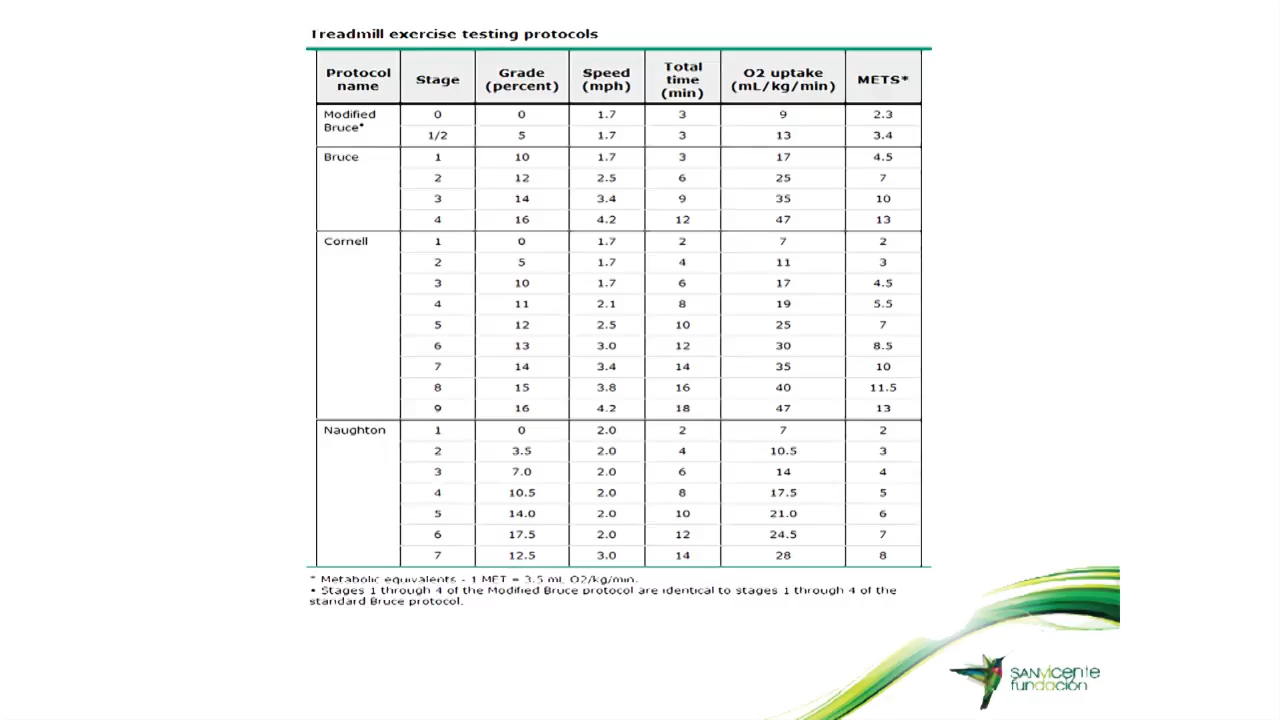 Treadmill exercise testing protocols
Protocol name Stage Grade (percent) Speed (mph) Total time (min) O2 uptake (mL/kg/min) METS*
Modified Bruce• 0 0 1.7 3 9 2.3
1/2 5 1.7 3 13 3.4
Bruce 1 10 1.7 3 17 4.5
2 12 2.5 6 25 7
3 14 3.4 9 35 10
4 16 4.2 12 47 13
Cornell 1 0 1.7 2 7 2
2 5 1.7 4 11 3
3 10 1.7 6 17 4.5
4 11 2.1 8 19 5.5
5 12 2.5 10 25 7
6 13 3.0 12 30 8.5
7 14 3.4 14 35 10
8 15 3.8 16 40 11.5
9 16 4.2 18 47 13
Naughton 1 0 2.0 2 7 2
2 3.5 2.0 4 10.5 3
3 7.0 2.0 6 14 4
4 10.5 2.0 8 17.5 5
5 14.0 2.0 10 21.0 6
6 17.5 2.0 12 24.5 7
7 12.5 3.0 14 28 8
* Metabolic equivalents - 1 MET = 3.5 mL O2/kg/min.
• Stages 1 through 4 of the Modified Bruce protocol are identical to stages 1 through 4 of the
standard Bruce protocol.
SANVICENTE
fundación